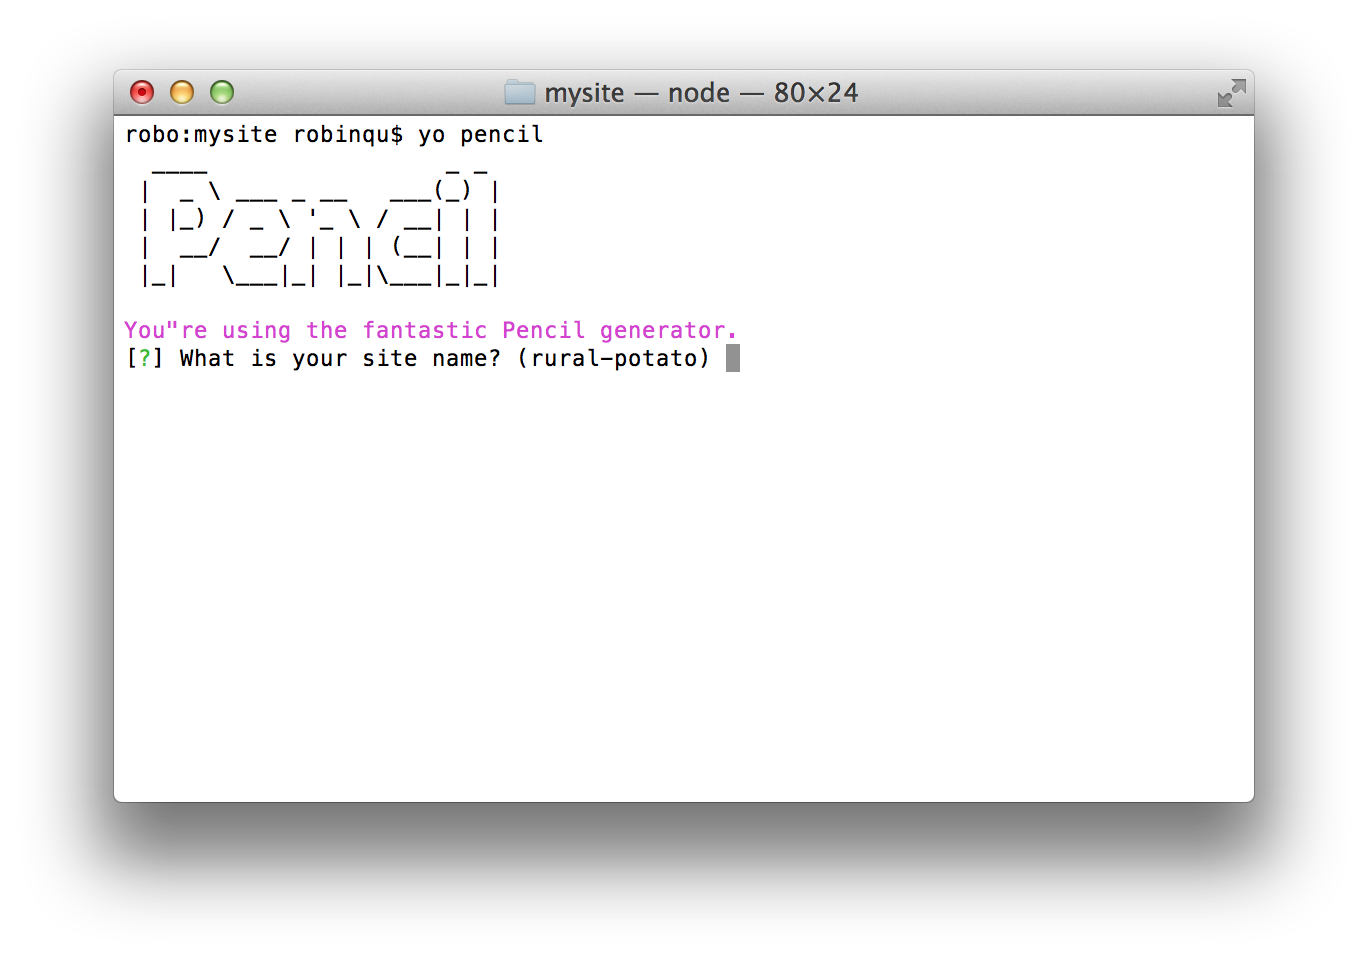 mysite — node — 80×24
robo:mysite robinqu$ yo pencil
  ____                 _ _
 |  _ \ ___ _ __   ___(_) |
 | |_) / _ \ '_ \ / __| | |
 |  __/  __/ | | | (__| | |
 |_|   \___|_| |_|\___|_|_|
You"re using the fantastic Pencil generator.
[?] What is your site name? (rural-potato)